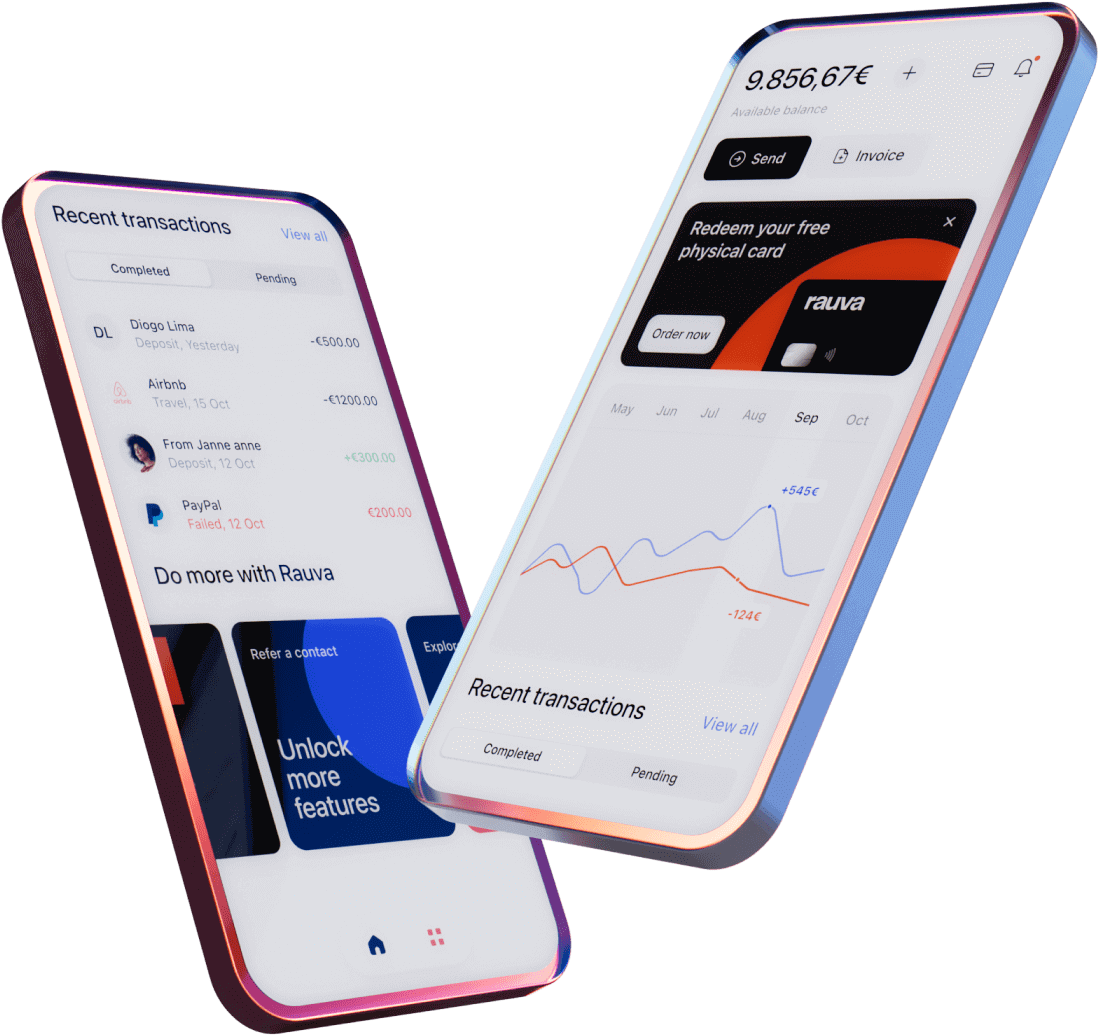 Recent transactions
View all
Completed
Pending
DL
Diogo Lima
Deposit, Yesterday
-€500.00
airbnb
Airbnb
Travel, 15 Oct
-€1200.00
From Janne anne
Deposit, 12 Oct
+€300.00
PayPal
Failed, 12 Oct
€200.00
Do more with Rauva
Refer a contact
Unlock
more
features
Explor
9.856,67€
Available balance
Send
Invoice
Redeem your free
physical card
Order now
rauva
May
Jun
Jul
Aug
Sep
Oct
+545€
-124€
Recent transactions
View all
Completed
Pending